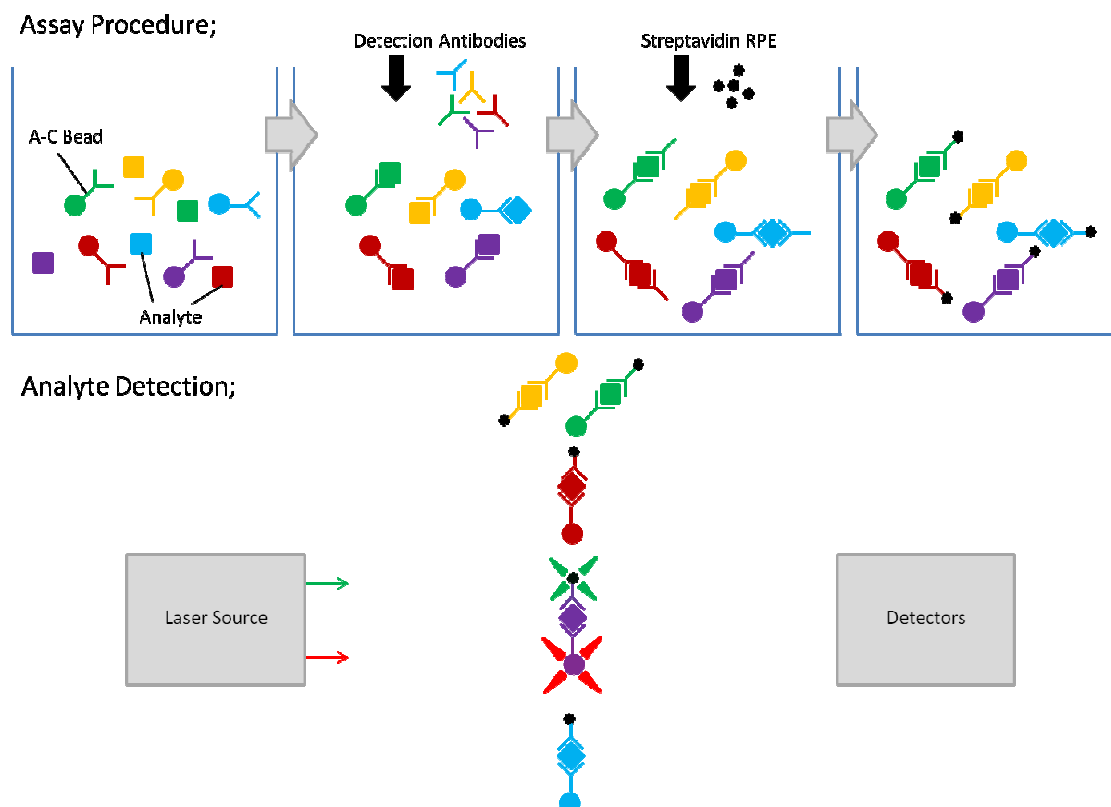 Assay Procedure;
Detection Antibodies
Streptavidin RPE
A-C Bead
Analyte
Analyte Detection;
Laser Source
Detectors